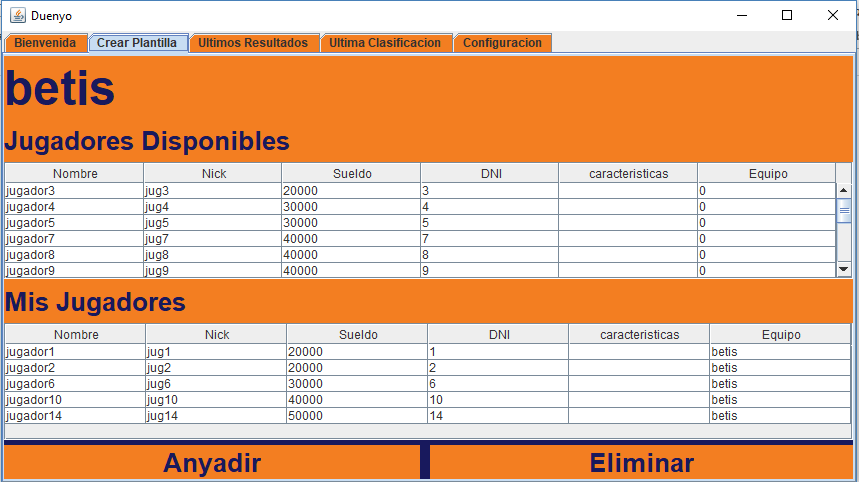 Duenyo
Bienvenida Crear Plantilla Ultimos Resultados Ultima Clasificacion Configuracion
betis
Jugadores Disponibles
Nombre Nick Sueldo DNI caracteristicas Equipo
jugador3 jug3 20000 3 0
jugador4 jug4 30000 4 0
jugador5 jug5 30000 5 0
jugador7 jug7 40000 7 0
jugador8 jug8 40000 8 0
jugador9 jug9 40000 9 0
Mis Jugadores
Nombre Nick Sueldo DNI caracteristicas Equipo
jugador1 jug1 20000 1 betis
jugador2 jug2 20000 2 betis
jugador6 jug6 30000 6 betis
jugador10 jug10 40000 10 betis
jugador14 jug14 50000 14 betis
Anyadir Eliminar